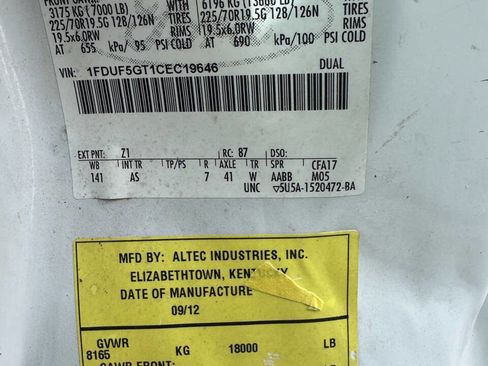 3175 KG ( 7000 LB) WITH 6196 KG (13660 LB)
225/70R19.5G 128/126N TIRES 225/70R19.5G 128/126N
19.5x6.0RW RIMS 19.5x6.0RW RIMS
AT 655 kPa/ 95 PSI COLD AT 690 kPa/100 PSI COLD
VIN: 1FDUF5GT1CEC19646 DUAL
EXT PNT: Z1 RC: 87 DSO:
WB INT TR TP/PS R AXLE TR SPR CFA17
141 AS 7 41 W AABB M05
UNC ▽5U5A-1520472-BA
MFD BY: ALTEC INDUSTRIES, INC.
ELIZABETHTOWN, KENTUCKY
DATE OF MANUFACTURE
09/12
GVWR
8165 KG 18000 LB
GAWR FRONT: